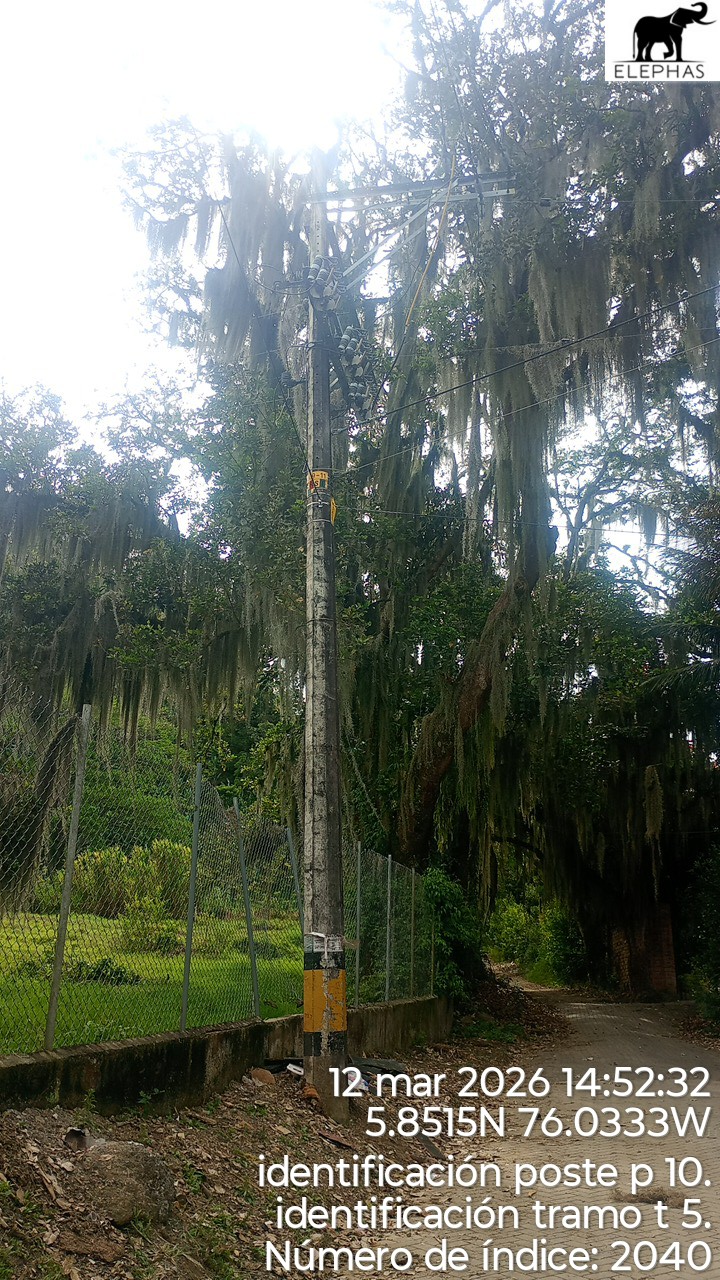 ELEPHAS
12 mar 2026 14:52:32
5.8515N 76.0333W
identificación poste p 10.
identificación tramo t 5.
Número de índice: 2040